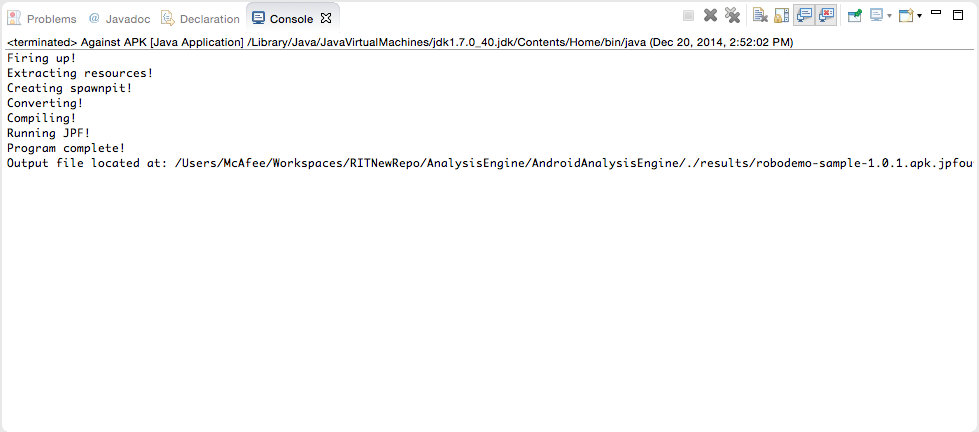 Problems @ Javadoc Declaration Console
<terminated> Against APK [Java Application] /Library/Java/JavaVirtualMachines/jdk1.7.0_40.jdk/Contents/Home/bin/java (Dec 20, 2014, 2:52:02 PM)
Firing up!
Extracting resources!
Creating spawnpit!
Converting!
Compiling!
Running JPF!
Program complete!
Output file located at: /Users/McAfee/Workspaces/RITNewRepo/AnalysisEngine/AndroidAnalysisEngine/./results/robodemo-sample-1.0.1.apk.jpfou